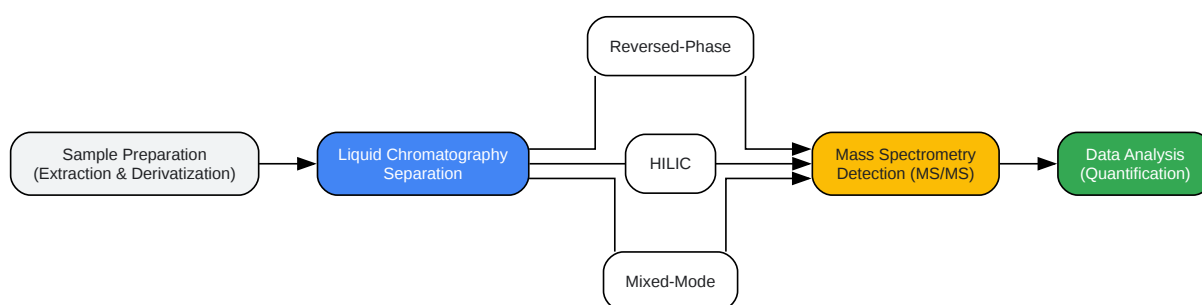 Sample Preparation
(Extraction & Derivatization)
Liquid Chromatography
Separation
Reversed-Phase
HILIC
Mixed-Mode
Mass Spectrometry
Detection (MS/MS)
Data Analysis
(Quantification)